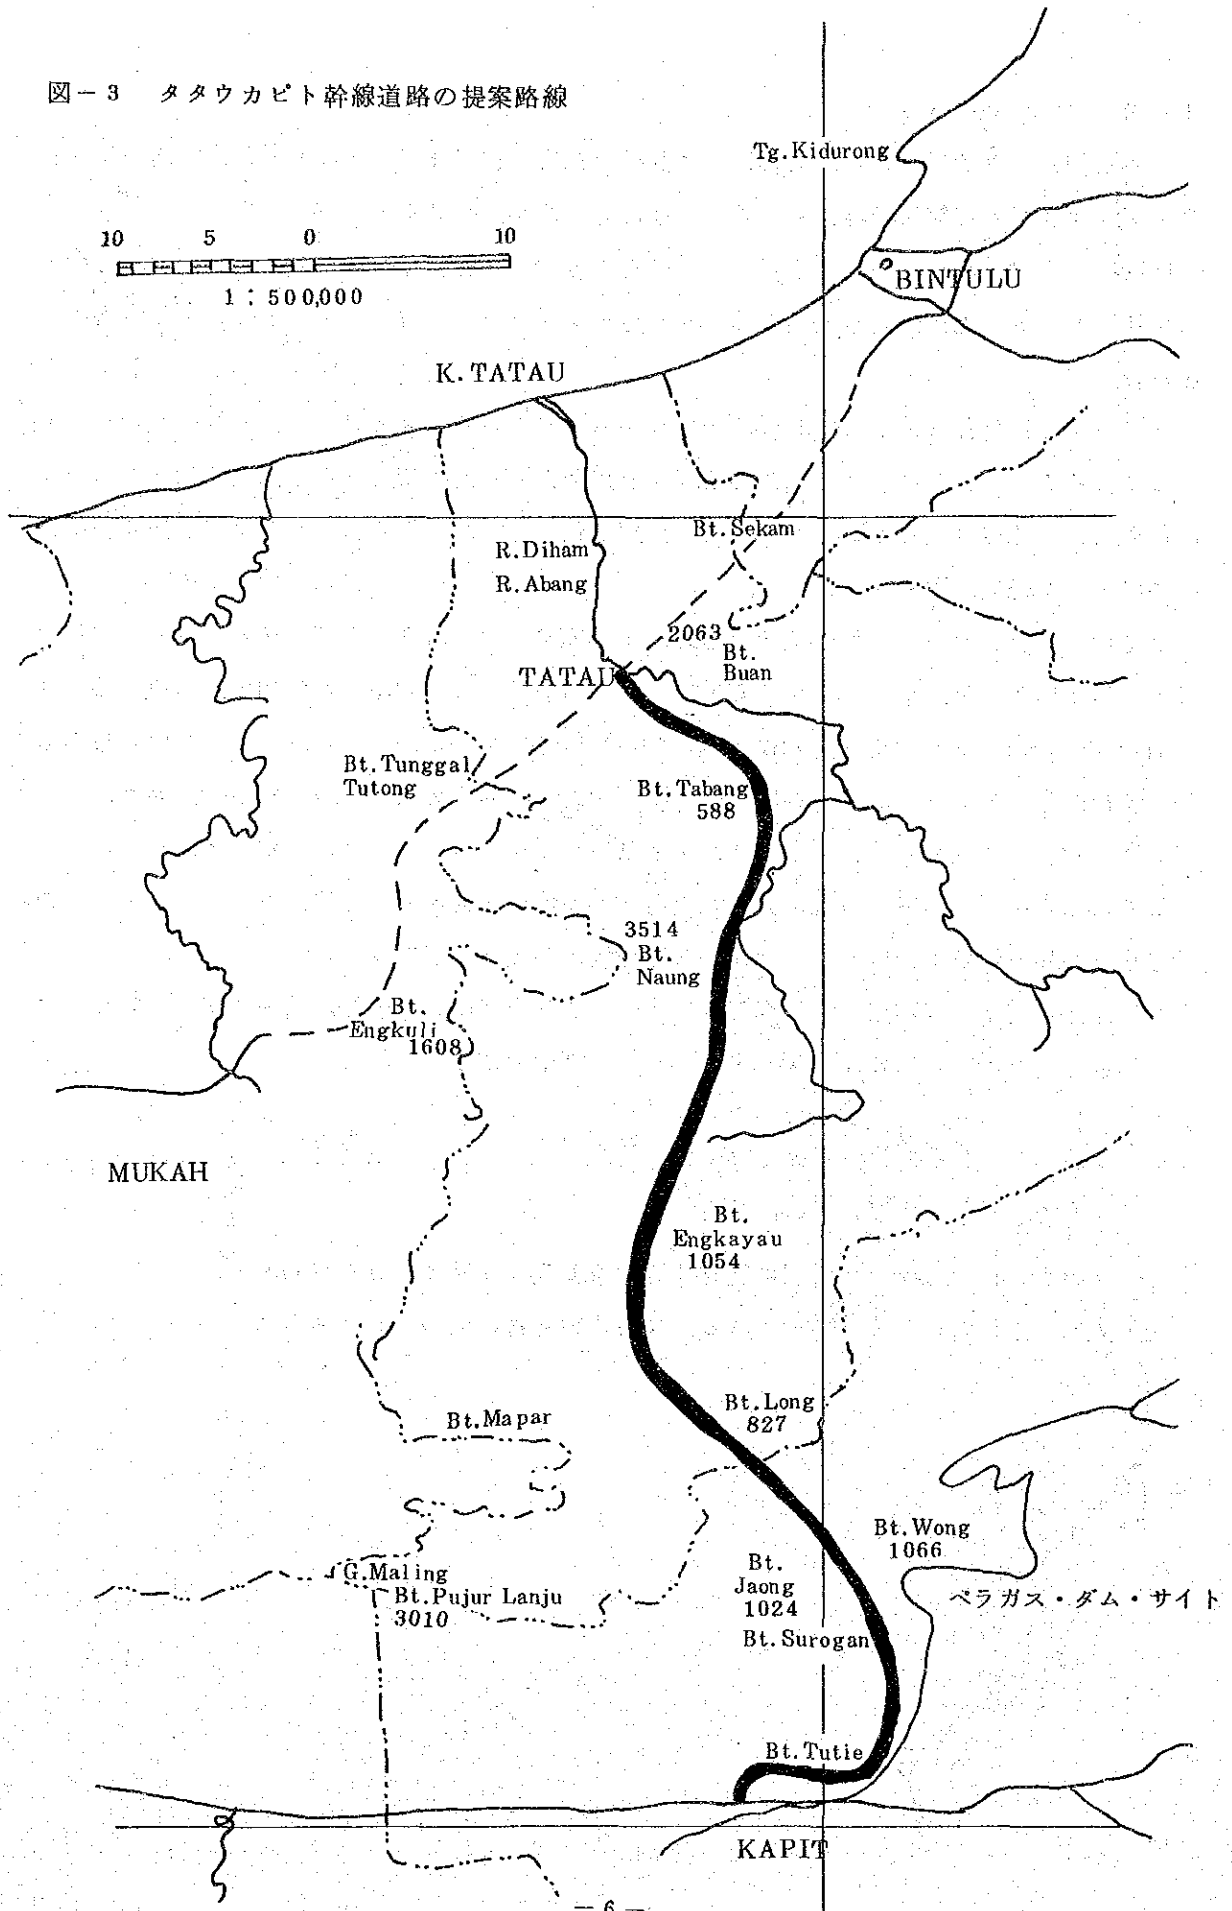 図－3　タタウカピト幹線道路の提案路線
Tg.Kidurong
10 5 0 10
1：500,000
BINTULU
K.TATAU
Bt.Sekam
R.Diham
R.Abang
2063
Bt.
Buan
TATAU
Bt.Tunggal
Tutong
Bt.Tabang
588
3514
Bt.
Naung
Bt.
Engkuli
1608
MUKAH
Bt.
Engkayau
1054
Bt.Long
827
Bt.Mapar
Bt.Wong
1066
G.Maling
Bt.Pujur Lanju
3010
Bt.
Jaong
1024
ペラガス・ダム・サイト
Bt.Surogan
Bt.Tutie
KAPIT
－6－